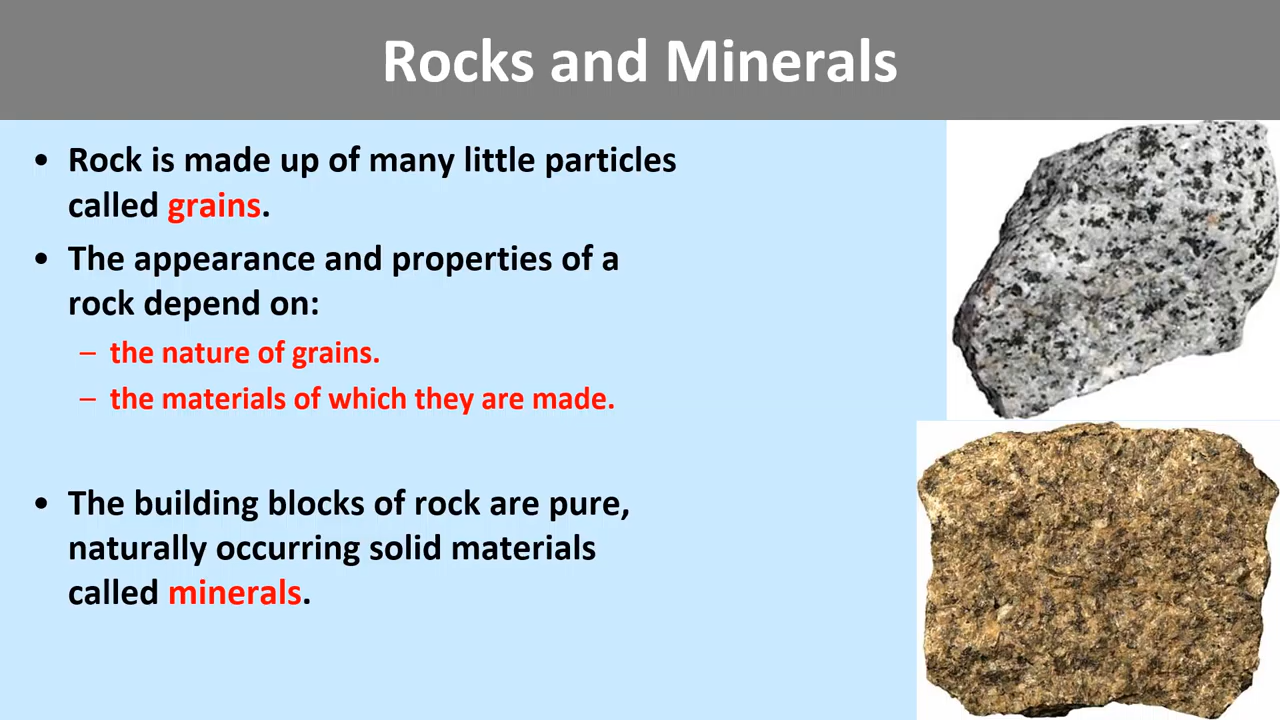 Rocks and Minerals
• Rock is made up of many little particles
called grains.
• The appearance and properties of a
rock depend on:
– the nature of grains.
– the materials of which they are made.
• The building blocks of rock are pure,
naturally occurring solid materials
called minerals.